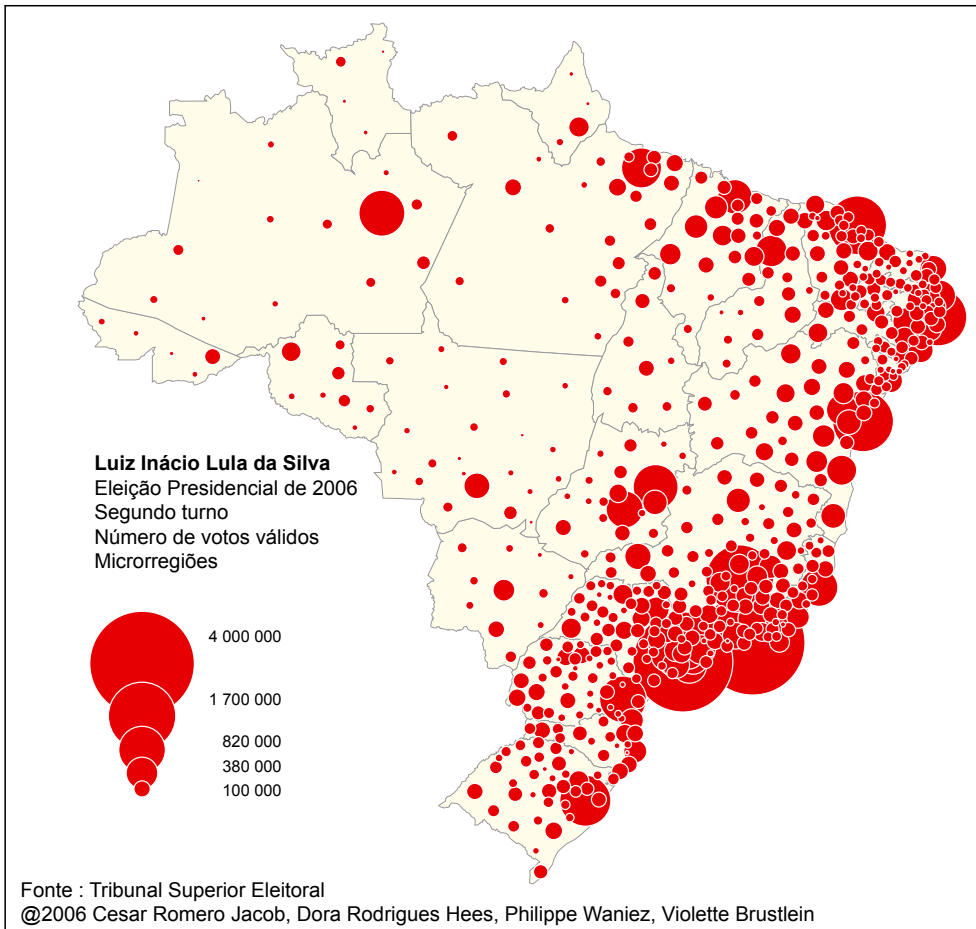 Luiz Inácio Lula da Silva
Eleição Presidencial de 2006
Segundo turno
Número de votos válidos
Microrregiões
4 000 000
1 700 000
820 000
380 000
100 000
Fonte : Tribunal Superior Eleitoral
@2006 Cesar Romero Jacob, Dora Rodrigues Hees, Philippe Waniez, Violette Brustlein